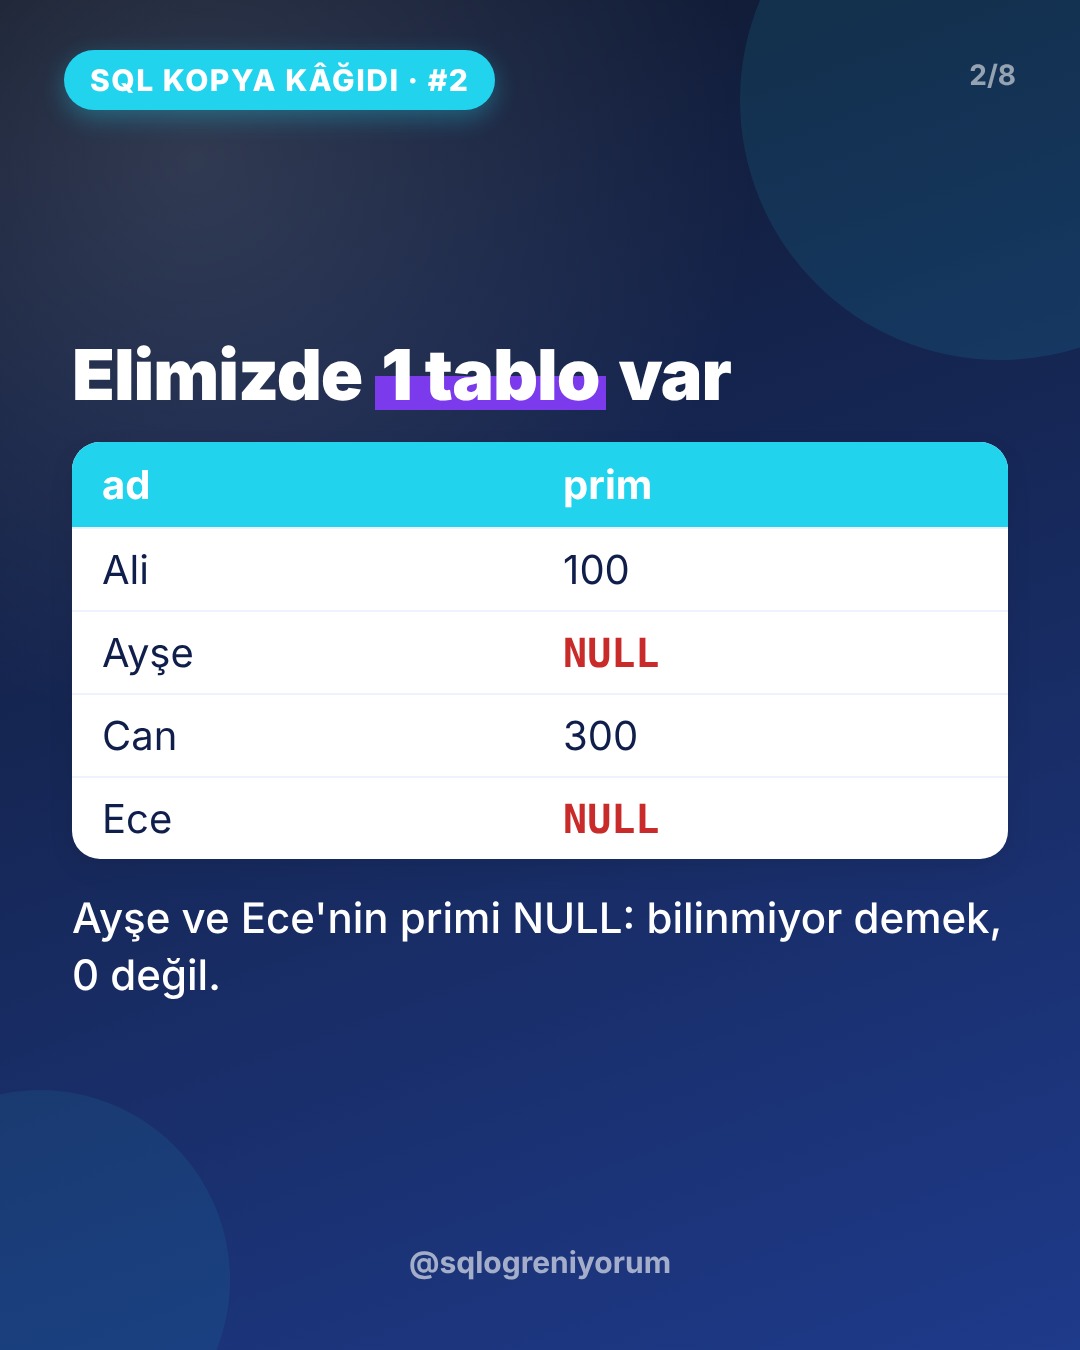 SQL KOPYA KÂĞIDI · #2
2/8
Elimizde 1 tablo var
ad prim
Ali 100
Ayşe NULL
Can 300
Ece NULL
Ayşe ve Ece'nin primi NULL: bilinmiyor demek,
0 değil.
@sqlogreniyorum